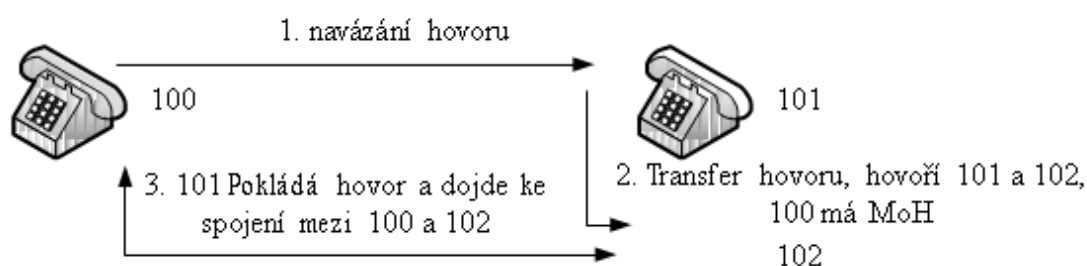 1. navázání hovoru
100
101
2. Transfer hovoru, hovoří 101 a 102,
100 má MoH
102
3. 101 Pokládá hovor a dojde ke
spojení mezi 100 a 102